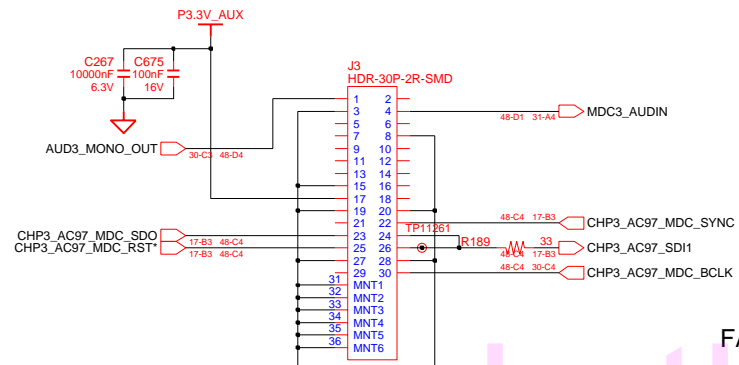 P3.3V_AUX
C267 C675
10000nF 100nF
6.3V 16V
J3
HDR-30P-2R-SMD
1 2
3 4
48-D1 31-A4 MDC3_AUDIN
5 6
7 8
AUD3_MONO_OUT 30-C3 48-D4
9 10
11 12
13 14
15 16
17 18
19 20
21 22
48-C4 17-B3 CHP3_AC97_MDC_SYNC
TP11261
CHP3_AC97_MDC_SDO 17-B3 48-C4
23 24
R189 33
CHP3_AC97_MDC_RST* 17-B3 48-C4
25 26
48-C4 17-B3 CHP3_AC97_SDI1
27 28
29 30
48-C4 30-C4 CHP3_AC97_MDC_BCLK
31 MNT1
32 MNT2
33 MNT3
34 MNT4
35 MNT5
36 MNT6